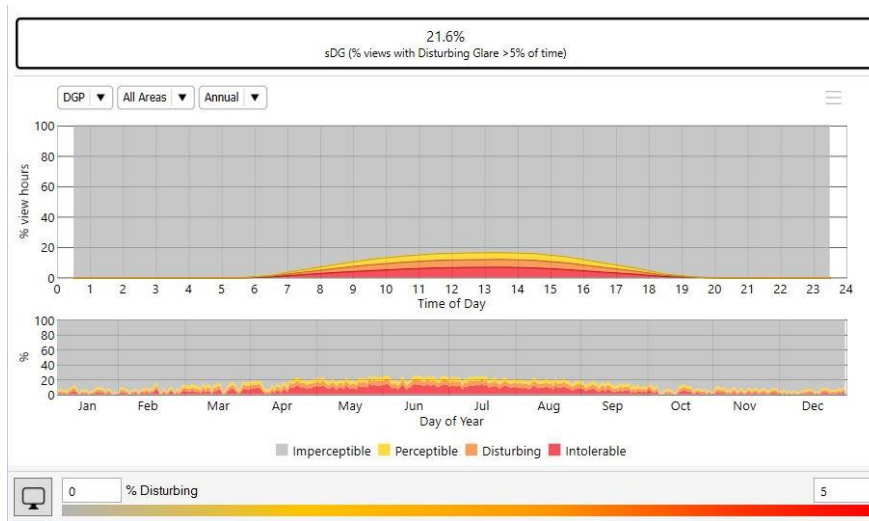 21.6%
sDG (% views with Disturbing Glare >5% of time)
DGP ▼ All Areas ▼ Annual ▼
100
80
60
40
20
0
% view hours
0 1 2 3 4 5 6 7 8 9 10 11 12 13 14 15 16 17 18 19 20 21 22 23 24
Time of Day
100
80
60
40
20
0
%
Jan Feb Mar Apr May Jun Jul Aug Sep Oct Nov Dec
Day of Year
Imperceptible Perceptible Disturbing Intolerable
0 % Disturbing 5